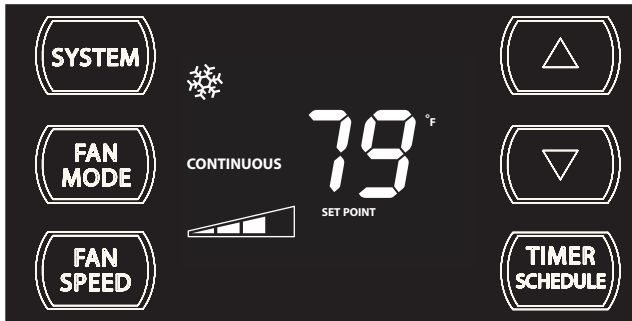 SYSTEM
FAN
MODE
FAN
SPEED
CONTINUOUS
79 °F
SET POINT
TIMER
SCHEDULE